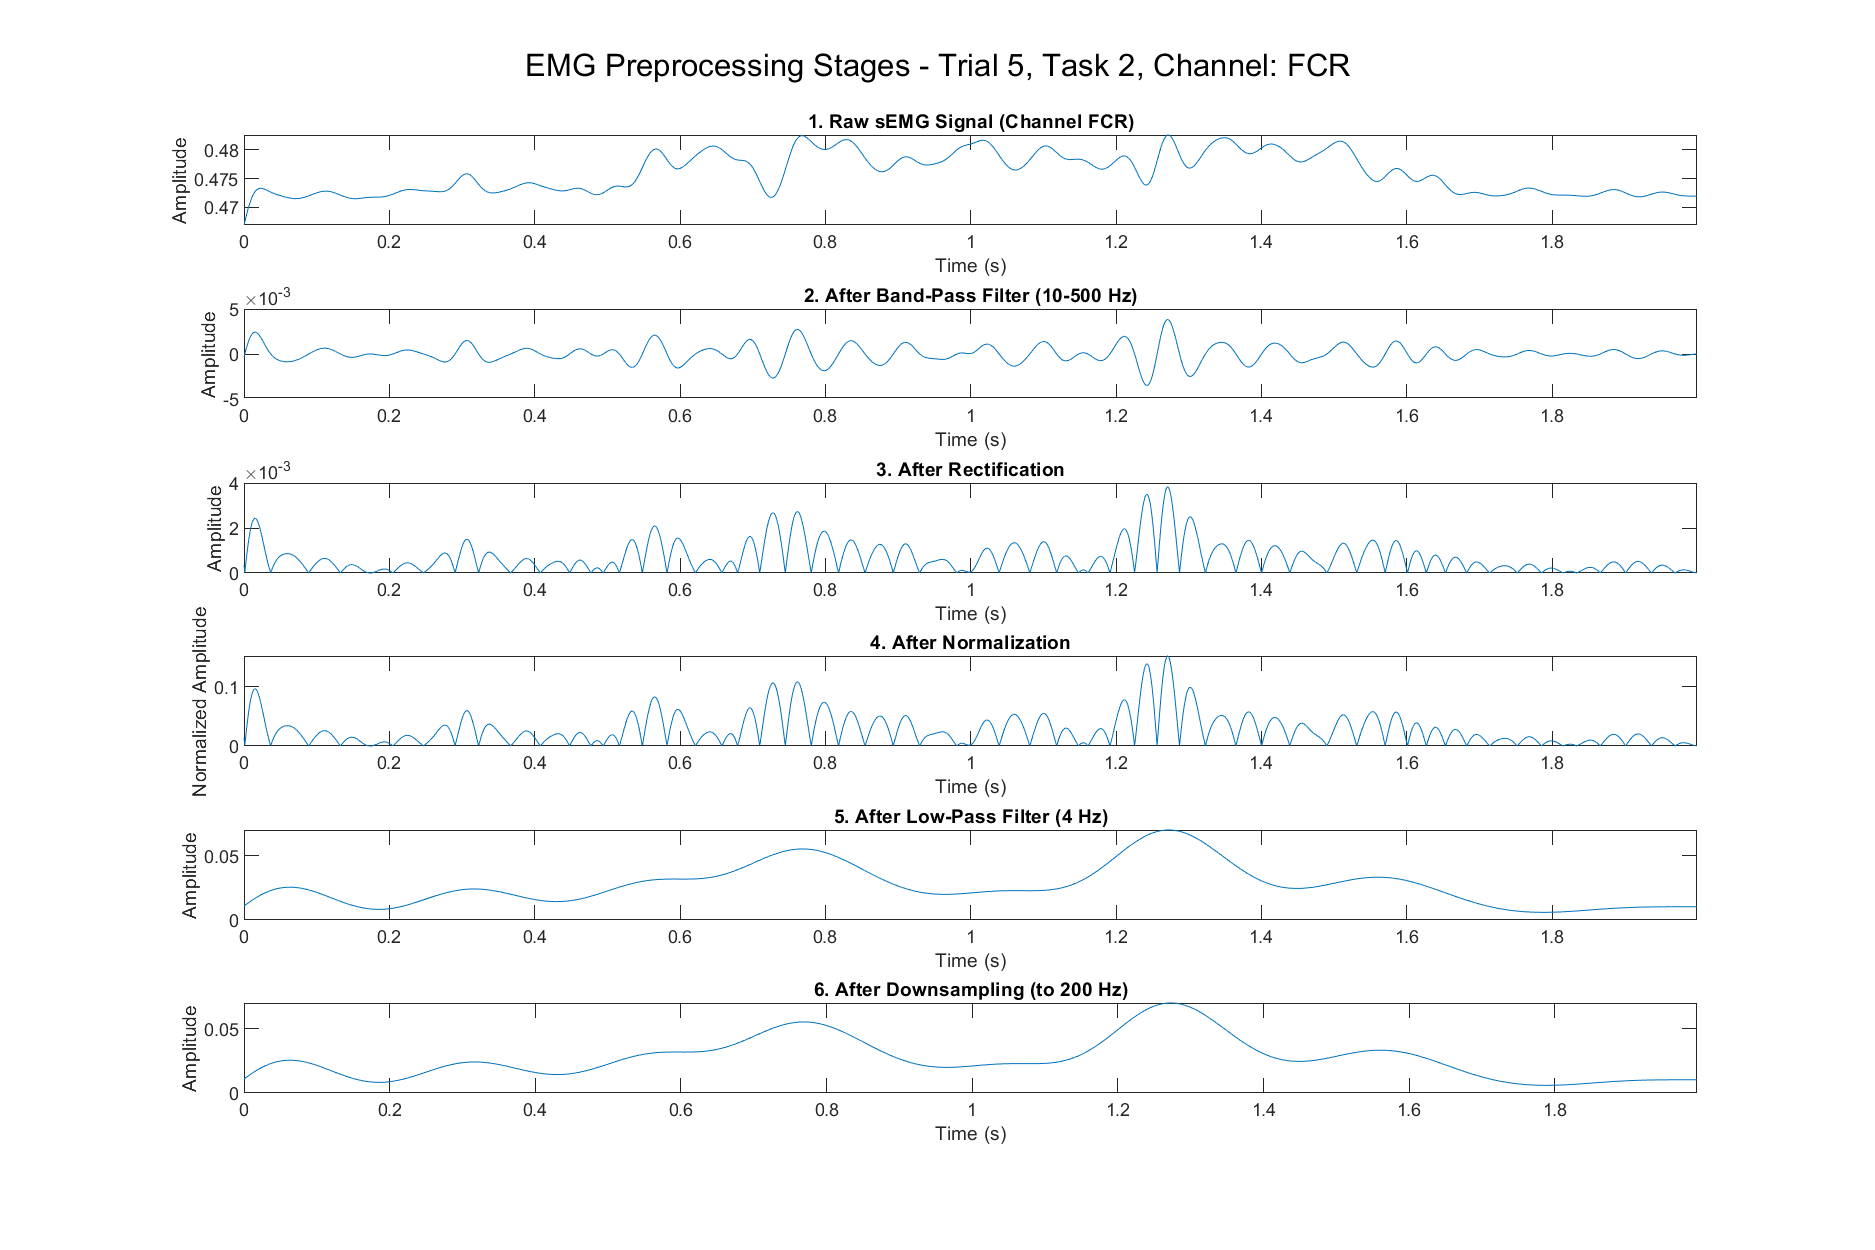 EMG Preprocessing Stages - Trial 5, Task 2, Channel: FCR
1. Raw sEMG Signal (Channel FCR)
Amplitude
0.48
0.475
0.47
0 0.2 0.4 0.6 0.8 1 1.2 1.4 1.6 1.8
Time (s)
2. After Band-Pass Filter (10-500 Hz)
×10⁻³
Amplitude
5
0
-5
0 0.2 0.4 0.6 0.8 1 1.2 1.4 1.6 1.8
Time (s)
3. After Rectification
×10⁻³
Amplitude
4
2
0
0 0.2 0.4 0.6 0.8 1 1.2 1.4 1.6 1.8
Time (s)
4. After Normalization
Normalized Amplitude
0.1
0
0 0.2 0.4 0.6 0.8 1 1.2 1.4 1.6 1.8
Time (s)
5. After Low-Pass Filter (4 Hz)
Amplitude
0.05
0
0 0.2 0.4 0.6 0.8 1 1.2 1.4 1.6 1.8
Time (s)
6. After Downsampling (to 200 Hz)
Amplitude
0.05
0
0 0.2 0.4 0.6 0.8 1 1.2 1.4 1.6 1.8
Time (s)